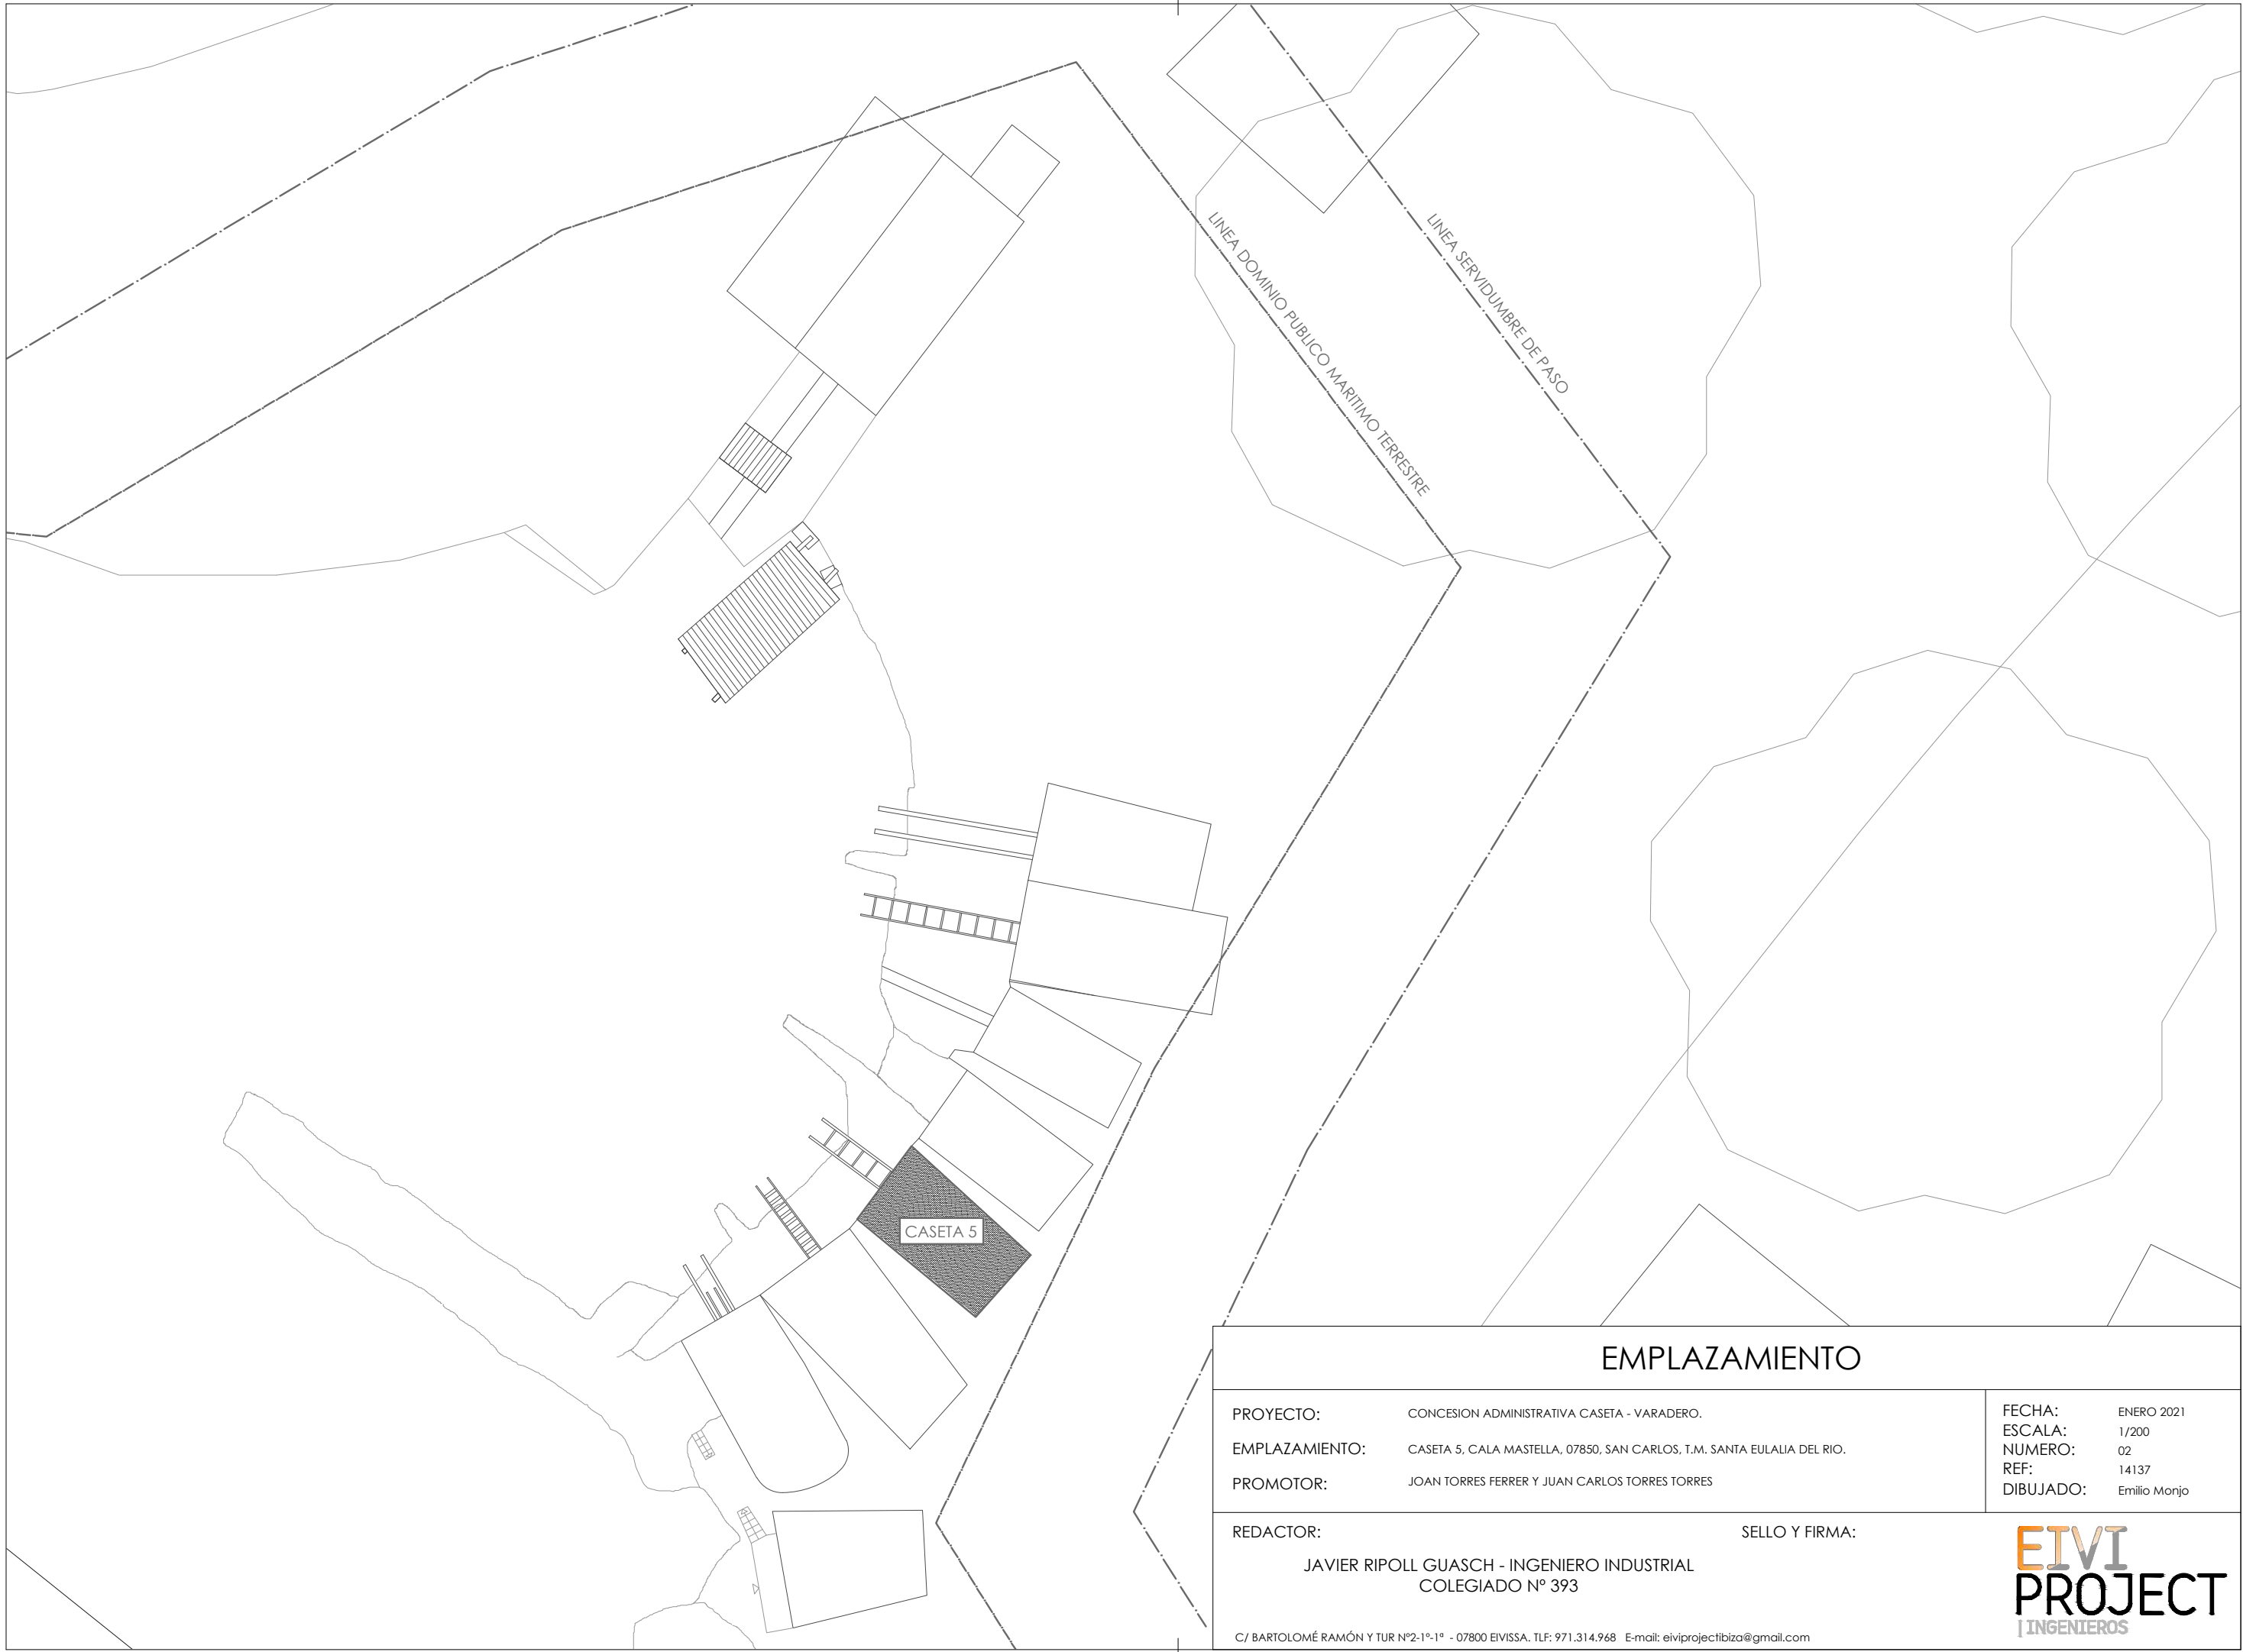 LINEA DOMINIO PUBLICO MARITIMO TERRESTRE
LINEA SERVIDUMBRE DE PASO
CASETA 5
EMPLAZAMIENTO
PROYECTO: CONCESION ADMINISTRATIVA CASETA - VARADERO.
EMPLAZAMIENTO: CASETA 5, CALA MASTELLA, 07850, SAN CARLOS, T.M. SANTA EULALIA DEL RIO.
PROMOTOR: JOAN TORRES FERRER Y JUAN CARLOS TORRES TORRES
FECHA: ENERO 2021
ESCALA: 1/200
NUMERO: 02
REF: 14137
DIBUJADO: Emilio Monjo
REDACTOR:
SELLO Y FIRMA:
JAVIER RIPOLL GUASCH - INGENIERO INDUSTRIAL
COLEGIADO Nº 393
C/ BARTOLOMÉ RAMÓN Y TUR Nº2-1º-1ª - 07800 EIVISSA. TLF: 971.314.968 E-mail: eiviprojectibiza@gmail.com
EIVI
PROJECT
| INGENIEROS